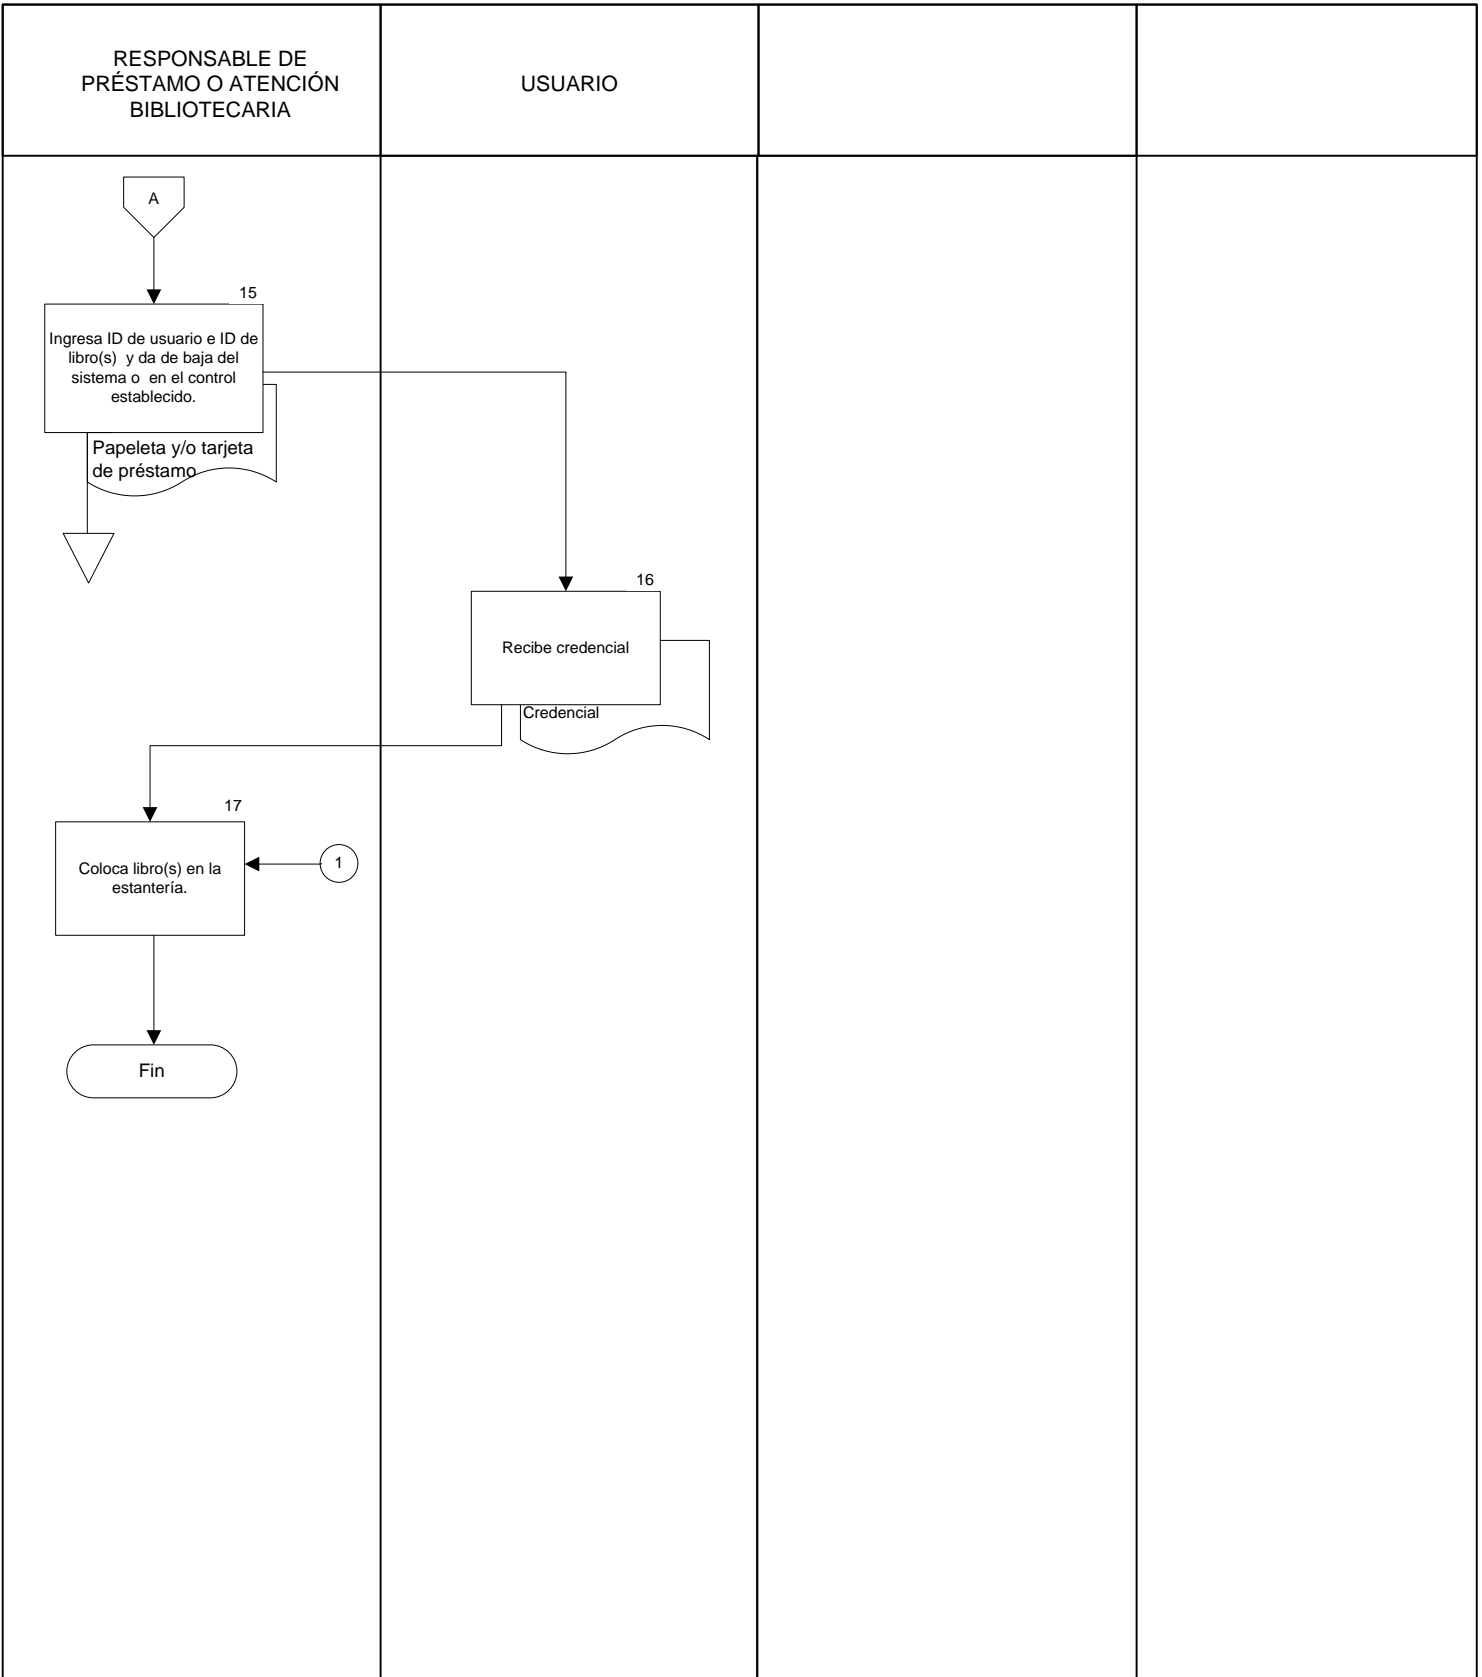 RESPONSABLE DE
PRÉSTAMO O ATENCIÓN
BIBLIOTECARIA
USUARIO
A
15
Ingresa ID de usuario e ID de
libro(s) y da de baja del
sistema o en el control
establecido.
Papeleta y/o tarjeta
de préstamo
16
Recibe credencial
Credencial
17
Coloca libro(s) en la
estantería.
1
Fin